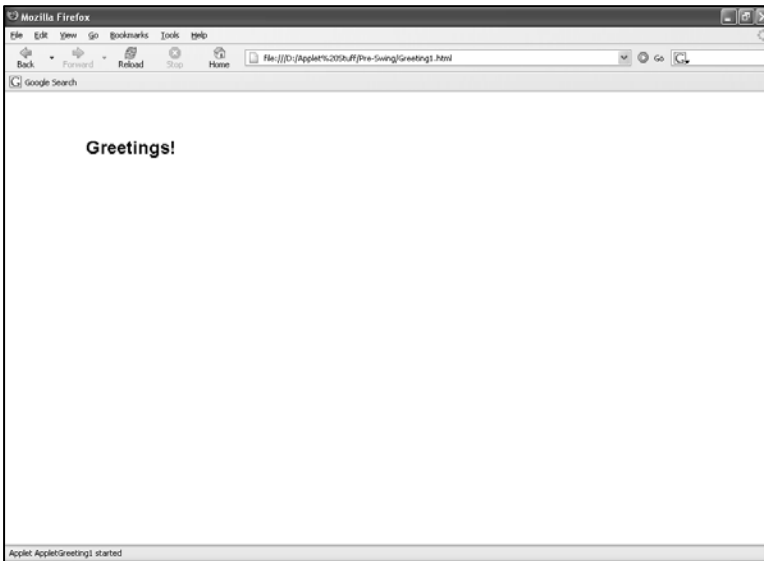 Mozilla Firefox
File Edit View Go Bookmarks Tools Help
Back Forward Reload Stop Home file:///D:/Applet%20Stuff/Pre-Swing/Greeting1.html Go G
G Google Search
Greetings!
Applet AppletGreeting1 started